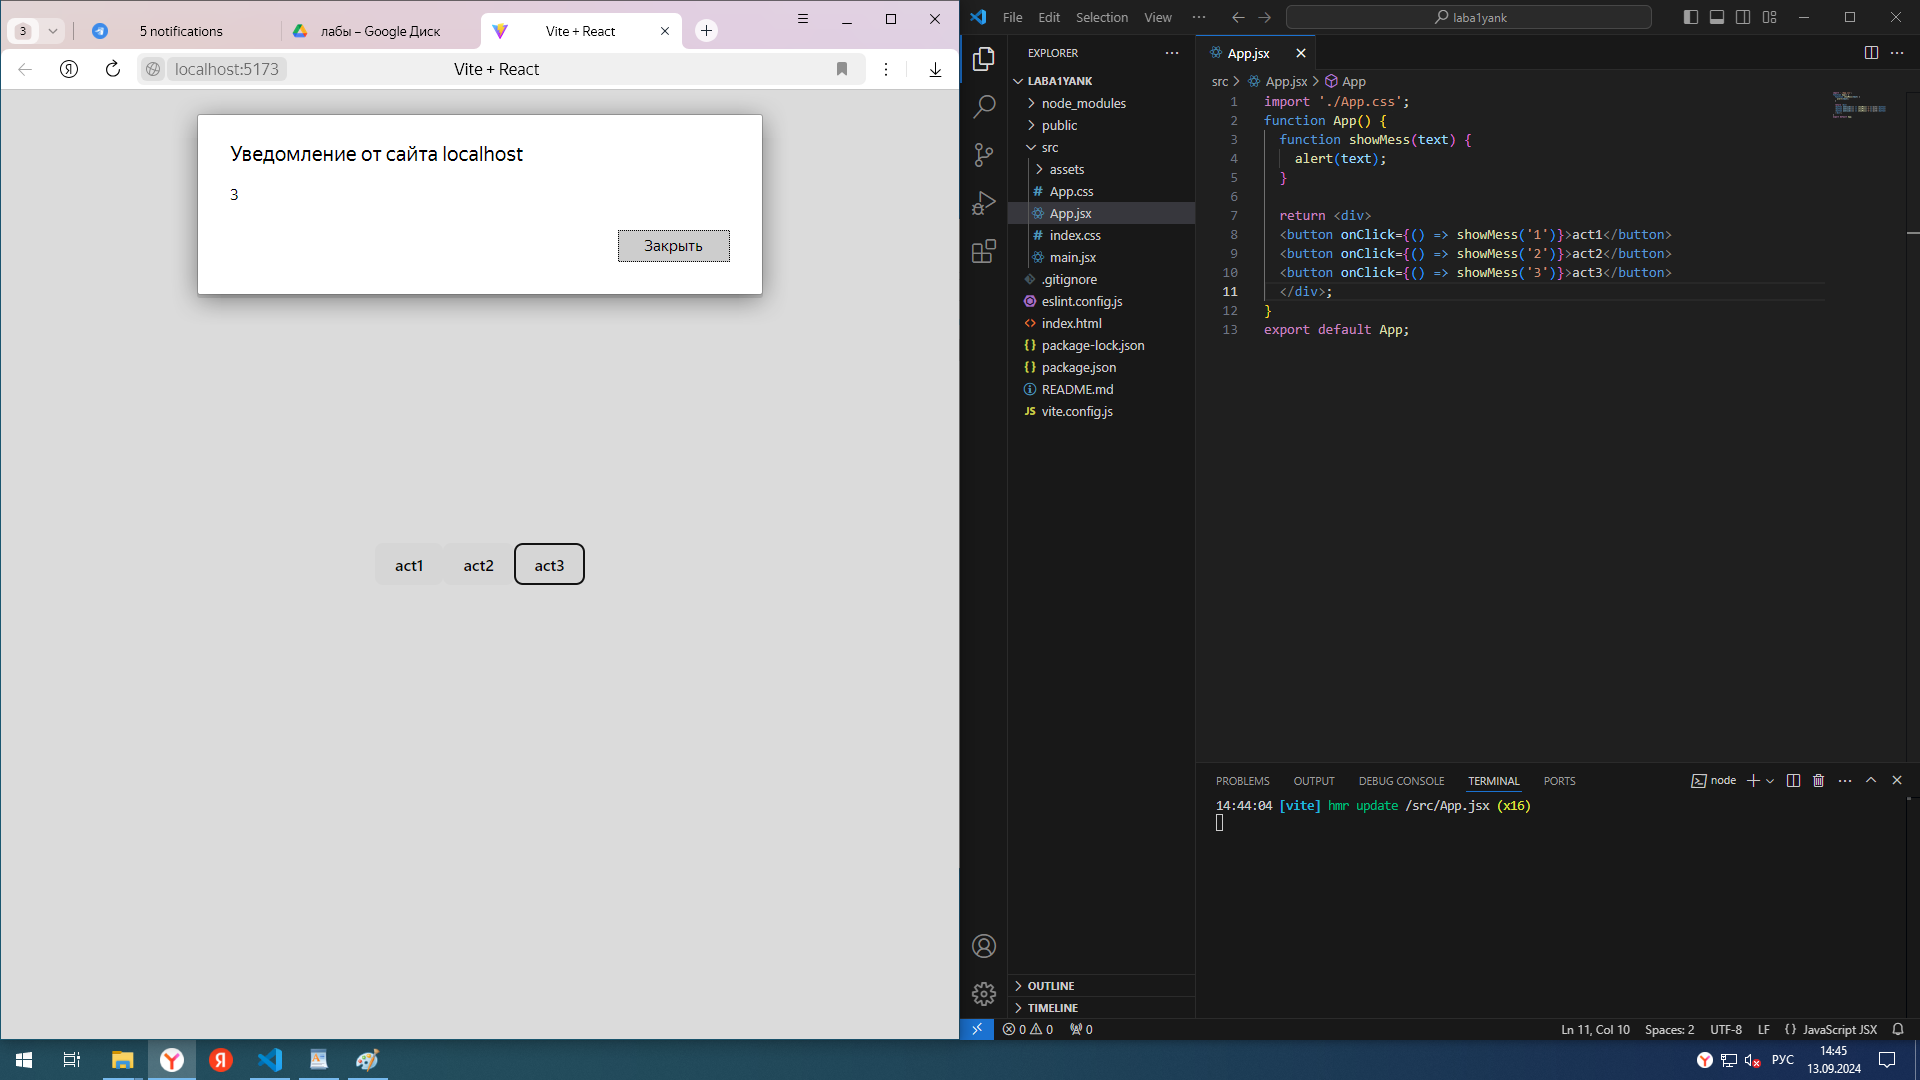 3
5 notifications
лабы – Google Диск
Vite + React
localhost:5173
Vite + React
Уведомление от сайта localhost
3
Закрыть
act1
act2
act3
File Edit Selection View ···
laba1yank
EXPLORER
LABA1YANK
node_modules
public
src
assets
# App.css
App.jsx
# index.css
main.jsx
.gitignore
eslint.config.js
<> index.html
{} package-lock.json
{} package.json
README.md
JS vite.config.js
OUTLINE
TIMELINE
App.jsx
src > App.jsx > App
1 import './App.css';
2 function App() {
3 function showMess(text) {
4 alert(text);
5 }
6
7 return <div>
8 <button onClick={() => showMess('1')}>act1</button>
9 <button onClick={() => showMess('2')}>act2</button>
10 <button onClick={() => showMess('3')}>act3</button>
11 </div>;
12 }
13 export default App;
PROBLEMS OUTPUT DEBUG CONSOLE TERMINAL PORTS
node
14:44:04 [vite] hmr update /src/App.jsx (x16)
0 0 0
Ln 11, Col 10 Spaces: 2 UTF-8 LF {} JavaScript JSX
РУС
14:45
13.09.2024